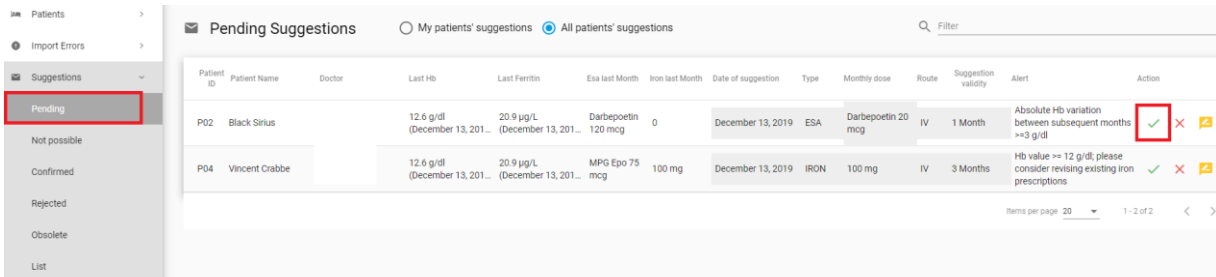 Patients
Import Errors
Suggestions
Pending
Not possible
Confirmed
Rejected
Obsolete
List
Pending Suggestions
My patients' suggestions
All patients' suggestions
Filter
Patient ID Patient Name Doctor Last Hb Last Ferritin Esa last Month Iron last Month Date of suggestion Type Monthly dose Route Suggestion validity Alert Action
P02 Black Sirius 12.6 g/dl 20.9 µg/L Darbepoetin 0 December 13, 2019 ESA Darbepoetin 20 IV 1 Month Absolute Hb variation
(December 13, 201... (December 13, 201... 120 mcg mcg between subsequent months
>=3 g/dl
P04 Vincent Crabbe 12.6 g/dl 20.9 µg/L MPG Epo 75 100 mg December 13, 2019 IRON 100 mg IV 3 Months Hb value >= 12 g/dl; please
(December 13, 201... (December 13, 201... mcg consider revising existing iron
prescriptions
Items per page 20 1 - 2 of 2